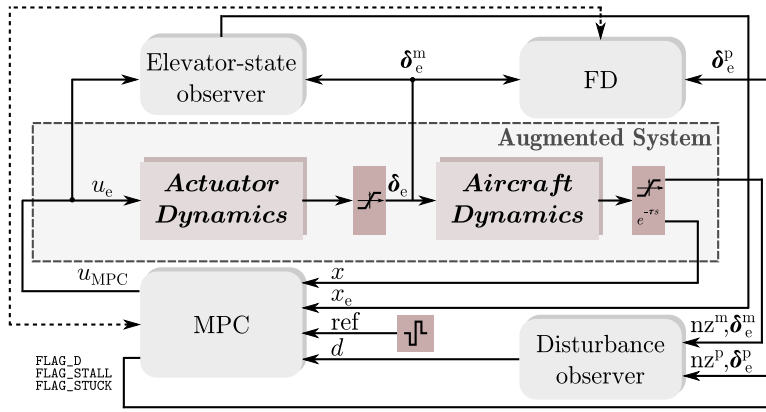 Elevator-state
observer
δ_e^m
FD
δ_e^p
Augmented System
u_e
Actuator
Dynamics
δ_e
Aircraft
Dynamics
e^{-τs}
u_MPC
MPC
x
x_e
ref
d
Disturbance
observer
nz^m,δ_e^m
nz^p,δ_e^p
FLAG_D
FLAG_STALL
FLAG_STUCK